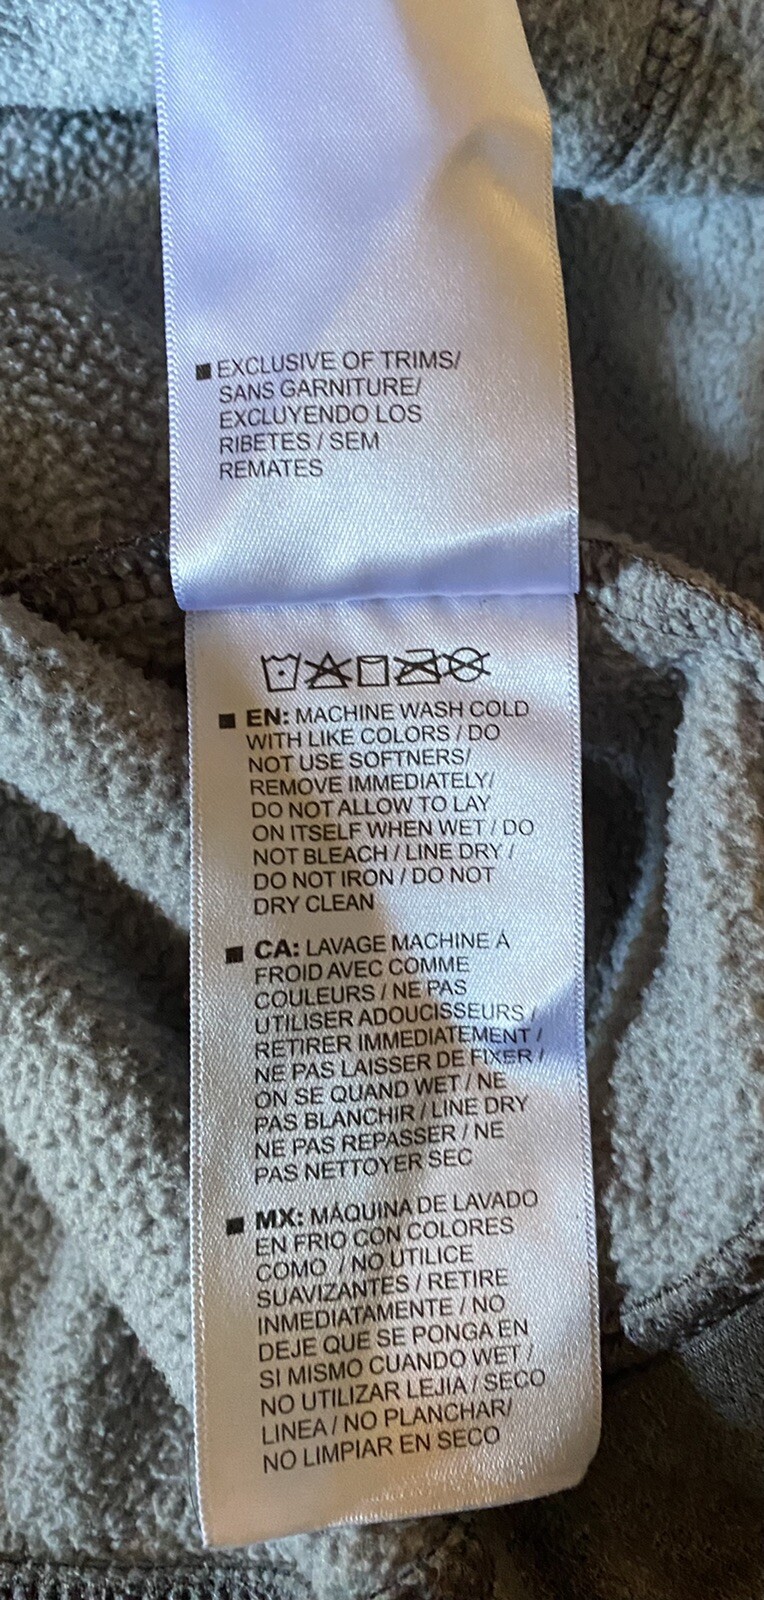 ■ EXCLUSIVE OF TRIMS/
SANS GARNITURE/
EXCLUYENDO LOS
RIBETES / SEM
REMATES
■ EN: MACHINE WASH COLD
WITH LIKE COLORS / DO
NOT USE SOFTNERS/
REMOVE IMMEDIATELY/
DO NOT ALLOW TO LAY
ON ITSELF WHEN WET / DO
NOT BLEACH / LINE DRY /
DO NOT IRON / DO NOT
DRY CLEAN
■ CA: LAVAGE MACHINE Á
FROID AVEC COMME
COULEURS / NE PAS
UTILISER ADOUCISSEURS /
RETIRER IMMEDIATEMENT /
NE PAS LAISSER DE FIXER /
ON SE QUAND WET / NE
PAS BLANCHIR / LINE DRY
NE PAS REPASSER / NE
PAS NETTOYER SEC
■ MX: MÁQUINA DE LAVADO
EN FRIO CON COLORES
COMO / NO UTILICE
SUAVIZANTES / RETIRE
INMEDIATAMENTE / NO
DEJE QUE SE PONGA EN
SI MISMO CUANDO WET /
NO UTILIZAR LEJIA / SECO
LINEA / NO PLANCHAR/
NO LIMPIAR EN SECO